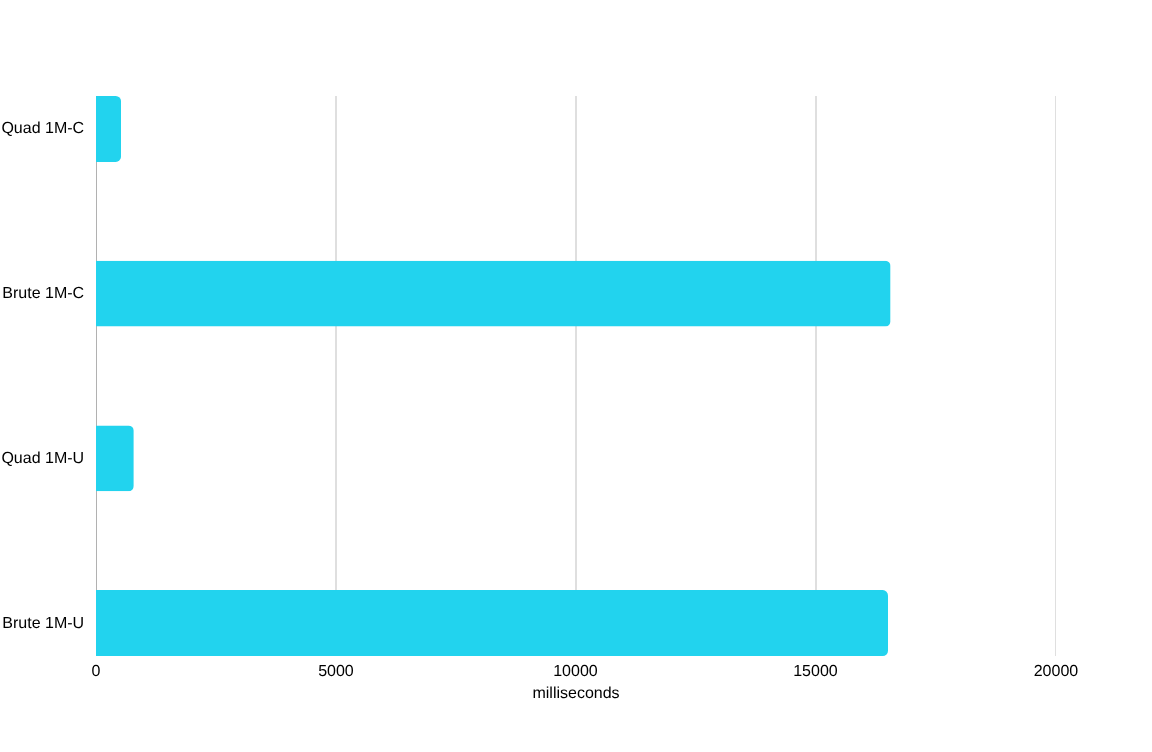 Quad 1M-C
Brute 1M-C
Quad 1M-U
Brute 1M-U
0 5000 10000 15000 20000
milliseconds